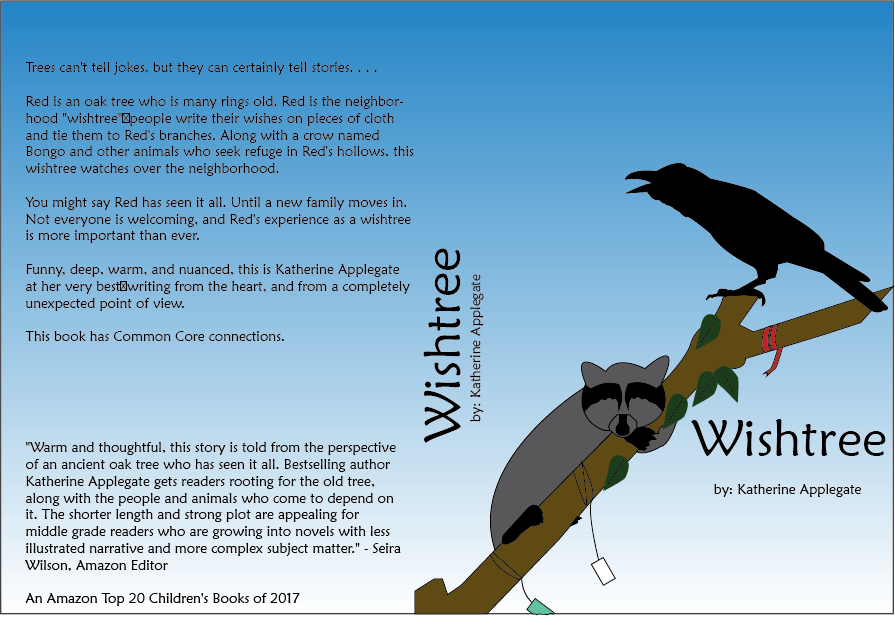 Trees can't tell jokes, but they can certainly tell stories. . . .
Red is an oak tree who is many rings old. Red is the neighbor-
hood "wishtree"☒people write their wishes on pieces of cloth
and tie them to Red's branches. Along with a crow named
Bongo and other animals who seek refuge in Red's hollows, this
wishtree watches over the neighborhood.
You might say Red has seen it all. Until a new family moves in.
Not everyone is welcoming, and Red's experience as a wishtree
is more important than ever.
Funny, deep, warm, and nuanced, this is Katherine Applegate
at her very best☒writing from the heart, and from a completely
unexpected point of view.
This book has Common Core connections.
"Warm and thoughtful, this story is told from the perspective
of an ancient oak tree who has seen it all. Bestselling author
Katherine Applegate gets readers rooting for the old tree,
along with the people and animals who come to depend on
it. The shorter length and strong plot are appealing for
middle grade readers who are growing into novels with less
illustrated narrative and more complex subject matter." - Seira
Wilson, Amazon Editor
An Amazon Top 20 Children's Books of 2017
Wishtree
by: Katherine Applegate
Wishtree
by: Katherine Applegate